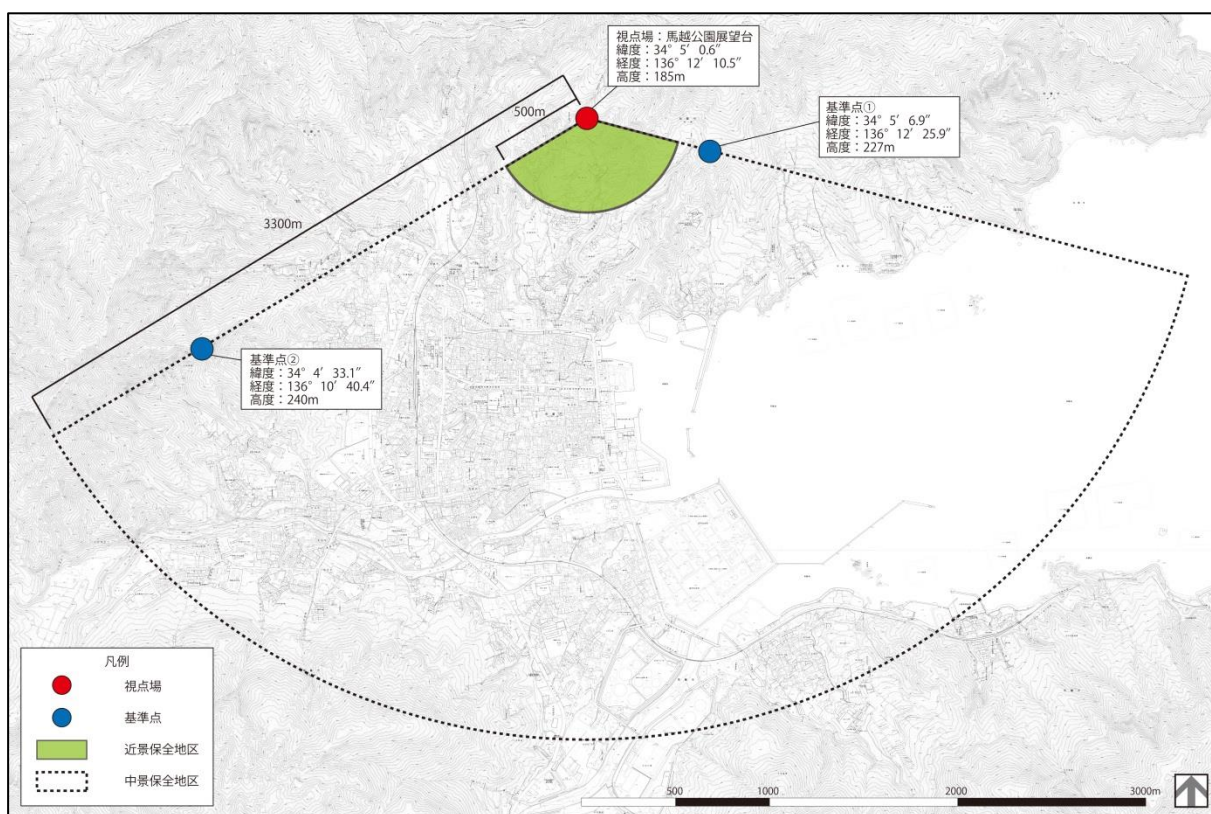 視点場：馬越公園展望台
緯度：34° 5′ 0.6″
経度：136° 12′ 10.5″
高度：185m
500m
基準点①
緯度：34° 5′ 6.9″
経度：136° 12′ 25.9″
高度：227m
3300m
基準点②
緯度：34° 4′ 33.1″
経度：136° 10′ 40.4″
高度：240m
凡例
視点場
基準点
近景保全地区
中景保全地区
500
1000
2000
3000m